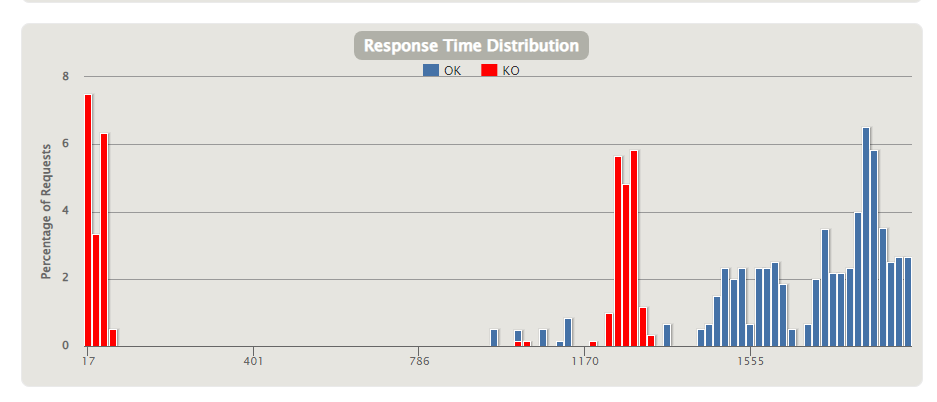 Response Time Distribution
OK KO
8
6
4
2
0
Percentage of Requests
17 401 786 1170 1555